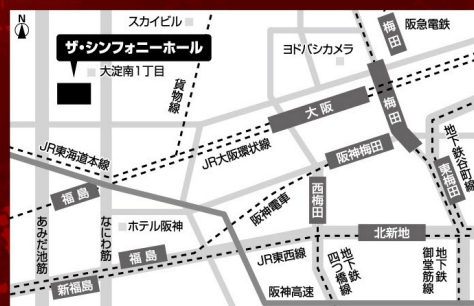 N
スカイビル
ザ・シンフォニーホール
大淀南1丁目
貨物線
ヨドバシカメラ
阪急電鉄
梅田
梅田
大阪
JR東海道本線
JR大阪環状線
阪神梅田
地下鉄谷町線
東梅田
福島
西梅田
阪神電車
あみだ池筋
なにわ筋
ホテル阪神
北新地
福島
新福島
JR東西線
地下鉄
四つ橋線
地下鉄
御堂筋線
阪神高速